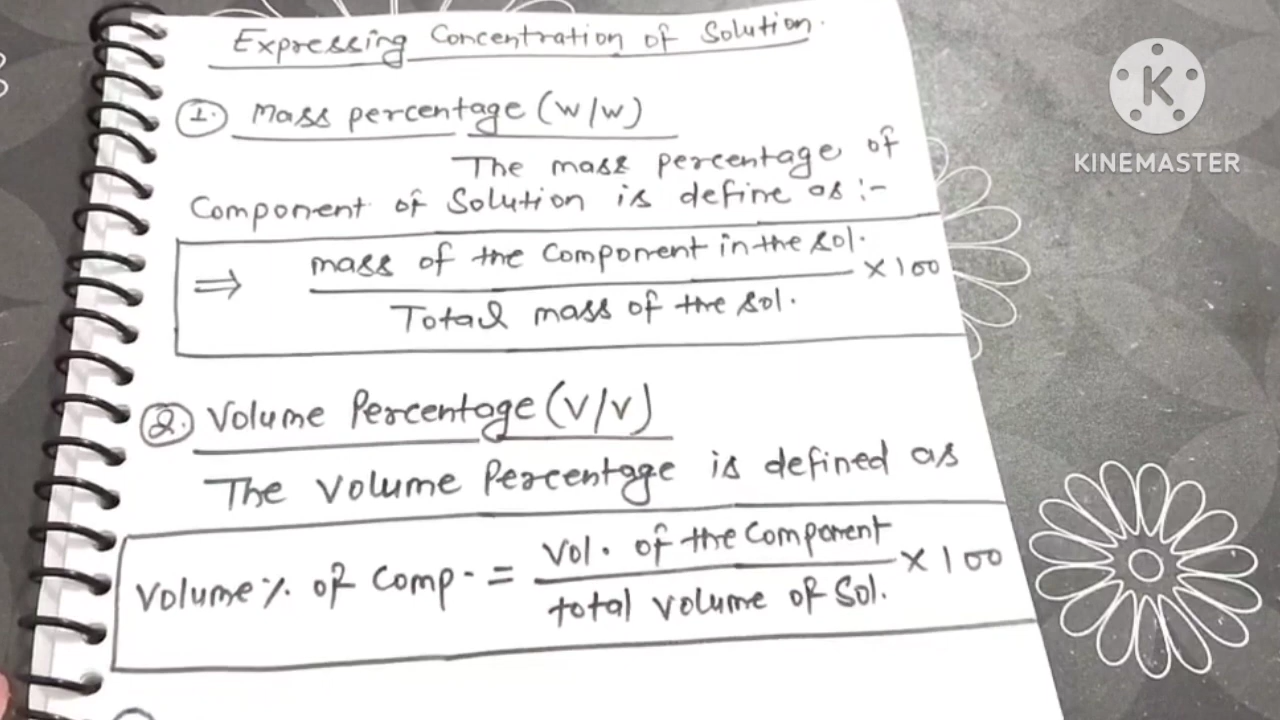 Expressing Concentration of Solution.
1. Mass percentage (w/w)
The mass percentage of
Component of Solution is define as :-
⇒ mass of the Component in the sol. × 100
Total mass of the sol.
2. Volume Percentage (v/v)
The Volume Percentage is defined as
Volume % of Comp. = Vol. of the Component × 100
total volume of Sol.
K
KINEMASTER